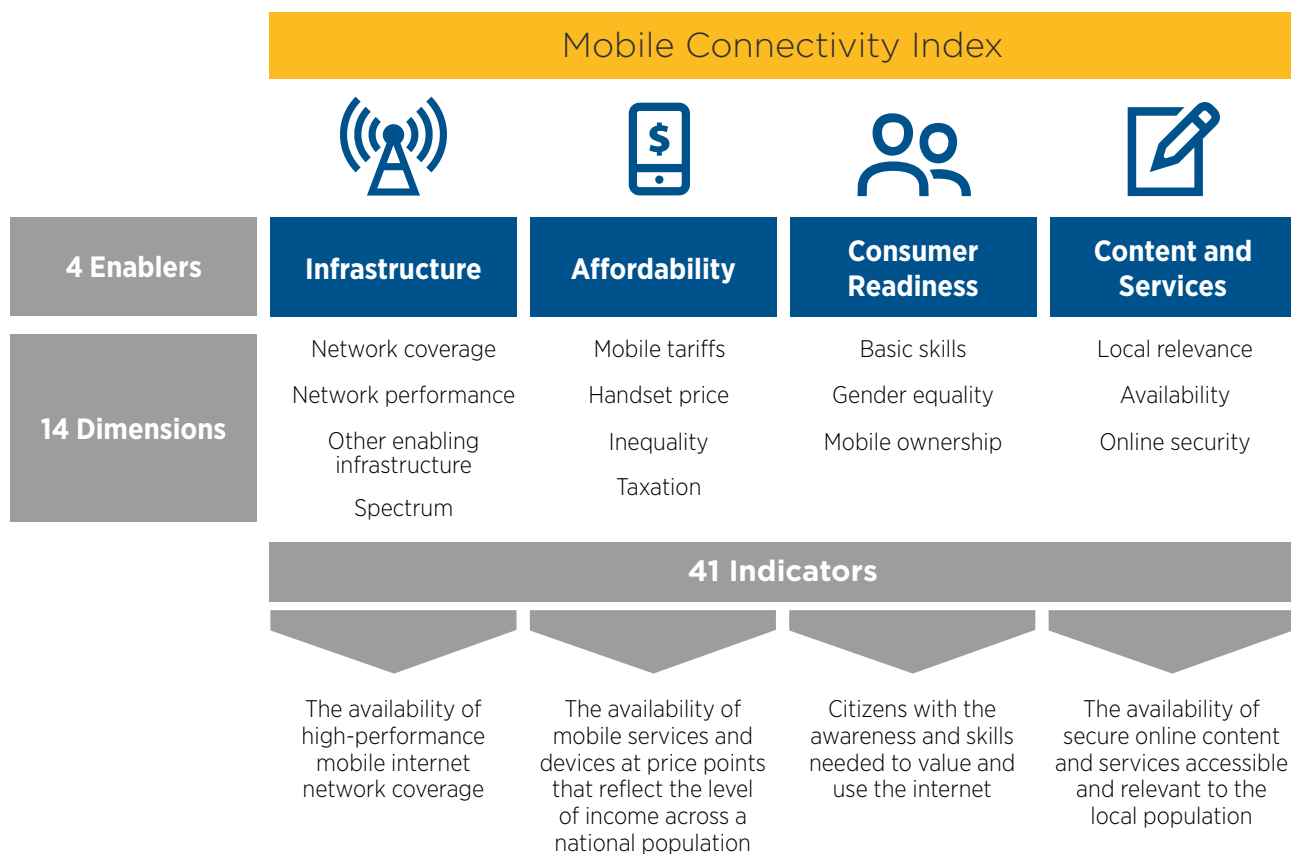 Mobile Connectivity Index
$
4 Enablers
Infrastructure
Affordability
Consumer
Readiness
Content and
Services
14 Dimensions
Network coverage
Network performance
Other enabling
infrastructure
Spectrum
Mobile tariffs
Handset price
Inequality
Taxation
Basic skills
Gender equality
Mobile ownership
Local relevance
Availability
Online security
41 Indicators
The availability of
high-performance
mobile internet
network coverage
The availability of
mobile services and
devices at price points
that reflect the level
of income across a
national population
Citizens with the
awareness and skills
needed to value and
use the internet
The availability of
secure online content
and services accessible
and relevant to the
local population